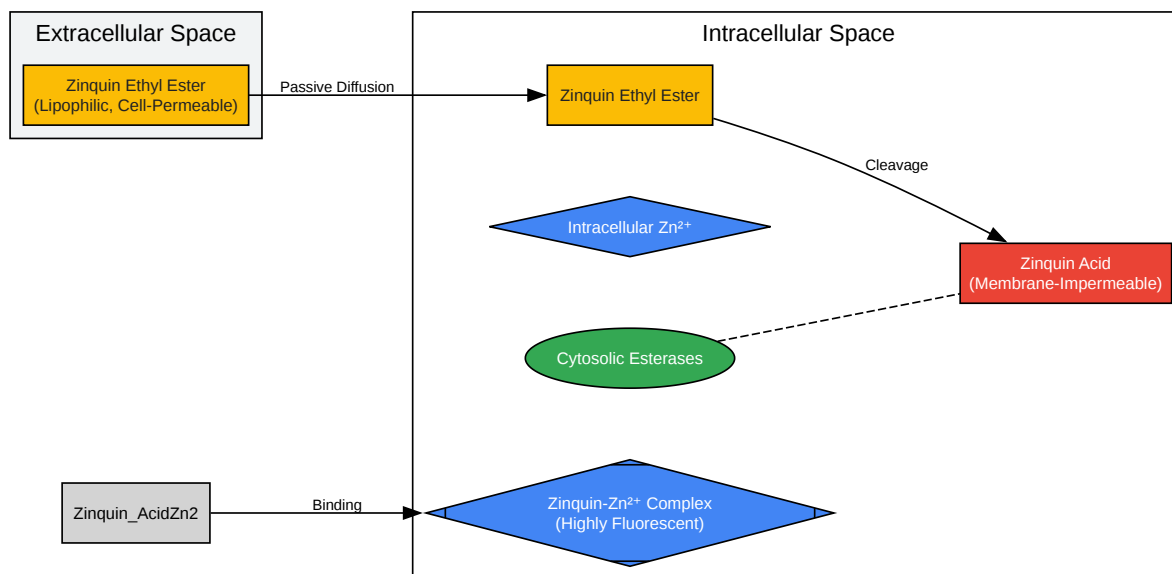 Extracellular Space
Intracellular Space
Zinquin Ethyl Ester
(Lipophilic, Cell-Permeable)
Passive Diffusion
Zinquin Ethyl Ester
Cleavage
Intracellular Zn²⁺
Zinquin Acid
(Membrane-Impermeable)
Cytosolic Esterases
Zinquin_AcidZn2
Binding
Zinquin-Zn²⁺ Complex
(Highly Fluorescent)